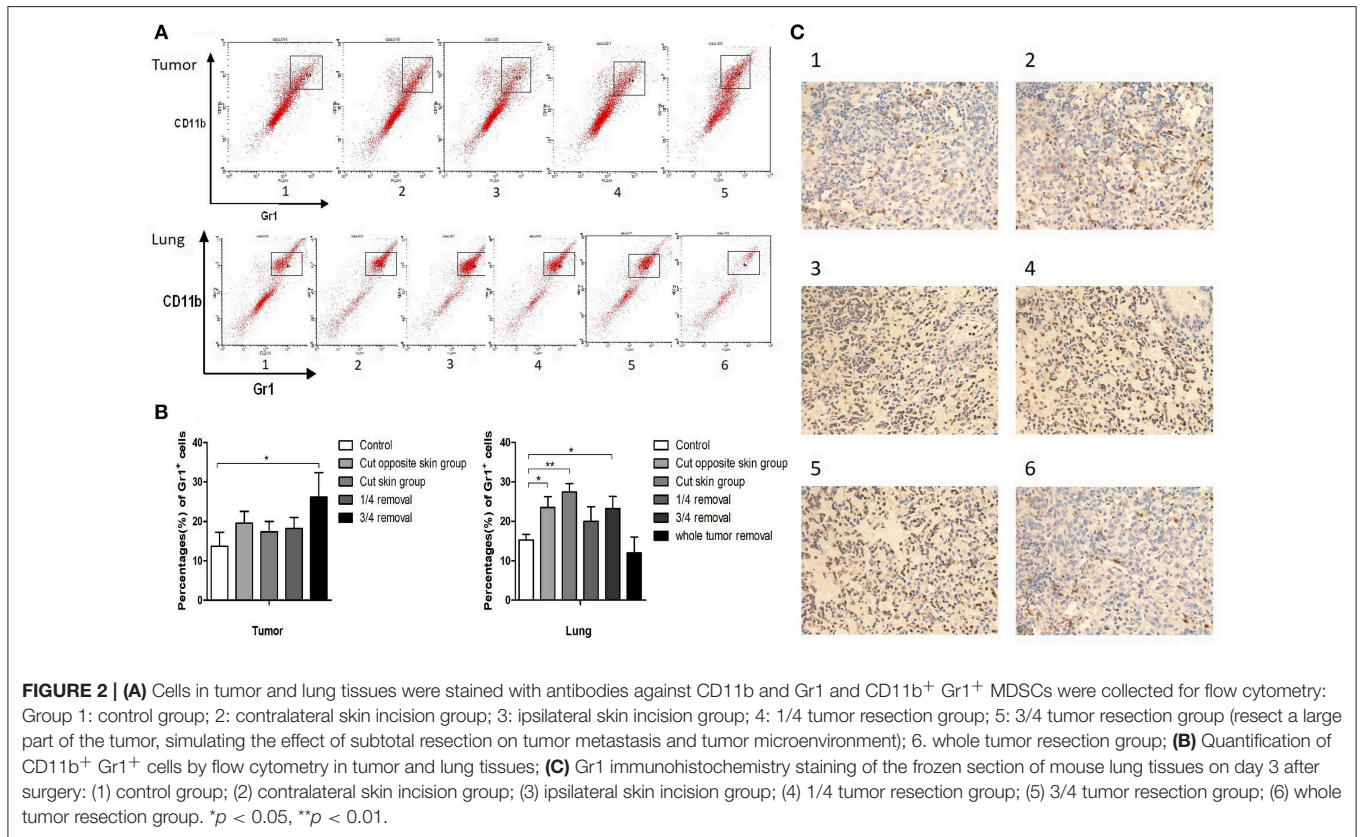 A
C
Tumor
CD11b
1
2
3
4
5
Gr1
1
2
Lung
CD11b
1
2
3
4
5
6
Gr1
3
4
B
Percentages(%) of Gr1+ cells
40
30
20
10
0
*
Tumor
Control
Cut opposite skin group
Cut skin group
1/4 removal
3/4 removal
Percentages(%) of Gr1+ cells
40
30
20
10
0
*
**
*
Lung
Control
Cut opposite skin group
Cut skin group
1/4 removal
3/4 removal
whole tumor removal
5
6
FIGURE 2 | (A) Cells in tumor and lung tissues were stained with antibodies against CD11b and Gr1 and CD11b+ Gr1+ MDSCs were collected for flow cytometry:
Group 1: control group; 2: contralateral skin incision group; 3: ipsilateral skin incision group; 4: 1/4 tumor resection group; 5: 3/4 tumor resection group (resect a large
part of the tumor, simulating the effect of subtotal resection on tumor metastasis and tumor microenvironment); 6. whole tumor resection group; (B) Quantification of
CD11b+ Gr1+ cells by flow cytometry in tumor and lung tissues; (C) Gr1 immunohistochemistry staining of the frozen section of mouse lung tissues on day 3 after
surgery: (1) control group; (2) contralateral skin incision group; (3) ipsilateral skin incision group; (4) 1/4 tumor resection group; (5) 3/4 tumor resection group; (6) whole
tumor resection group. *p < 0.05, **p < 0.01.